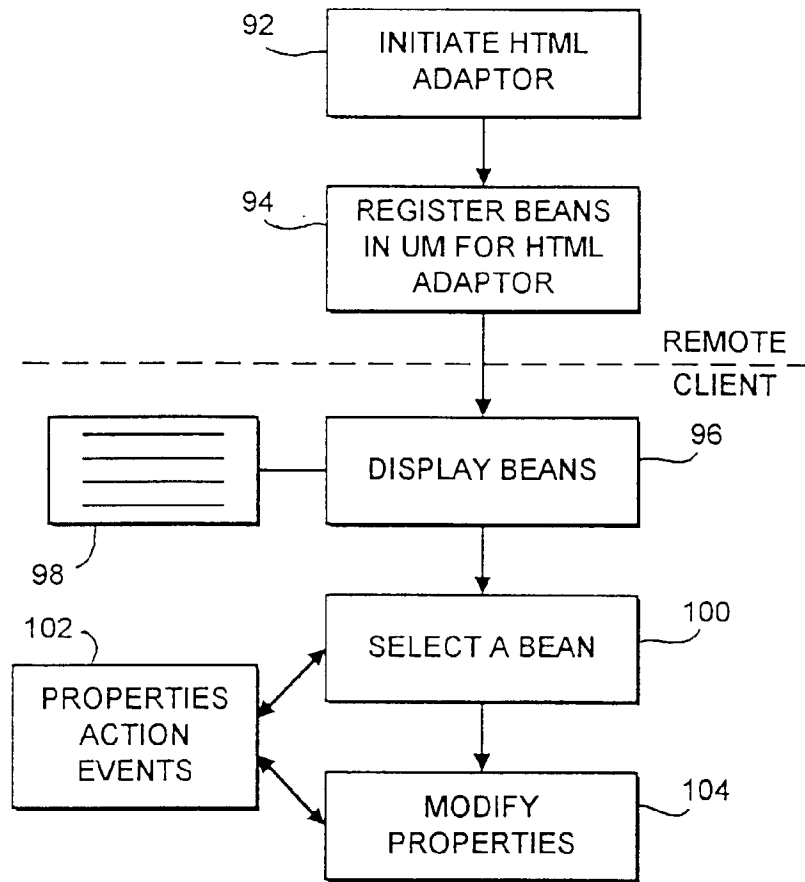 92
INITIATE HTML
ADAPTOR
94
REGISTER BEANS
IN UM FOR HTML
ADAPTOR
REMOTE
CLIENT
96
DISPLAY BEANS
98
100
SELECT A BEAN
102
PROPERTIES
ACTION
EVENTS
104
MODIFY
PROPERTIES